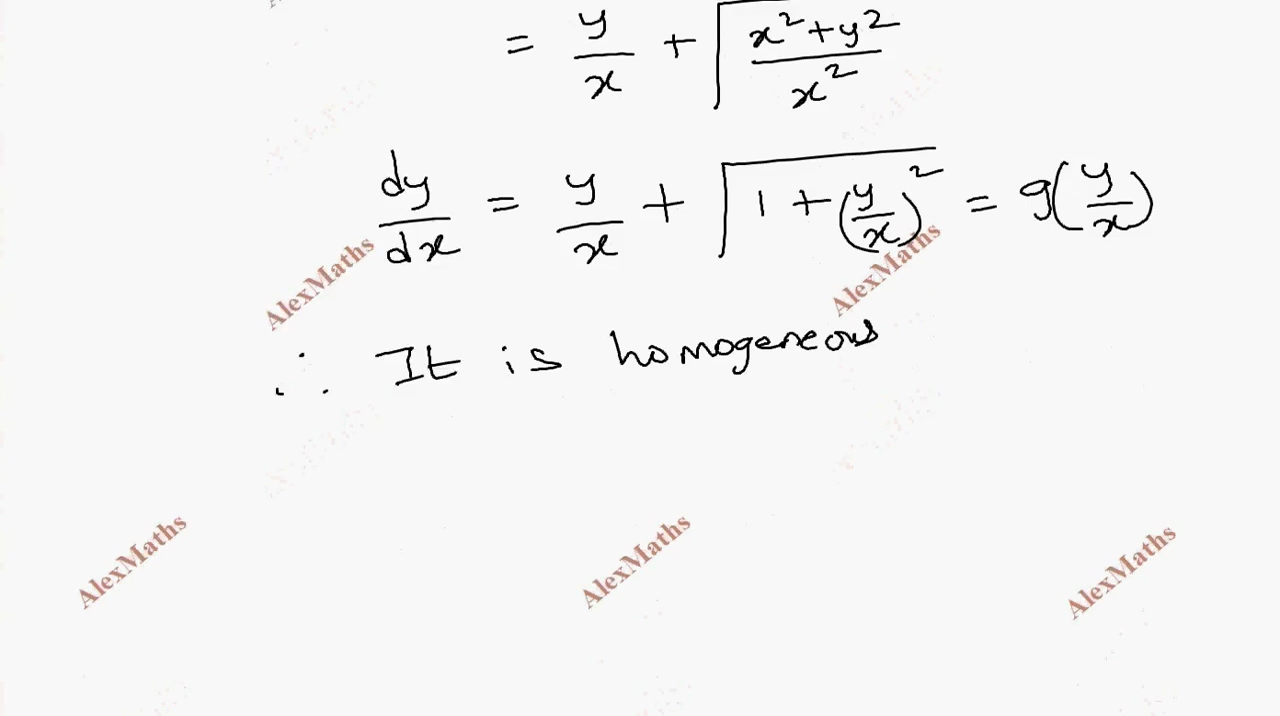 = y/x + √((x²+y²)/x²)
dy/dx = y/x + √(1 + (y/x)²) = g(y/x)
AlexMaths AlexMaths
∴ It is homogeneous
AlexMaths AlexMaths AlexMaths